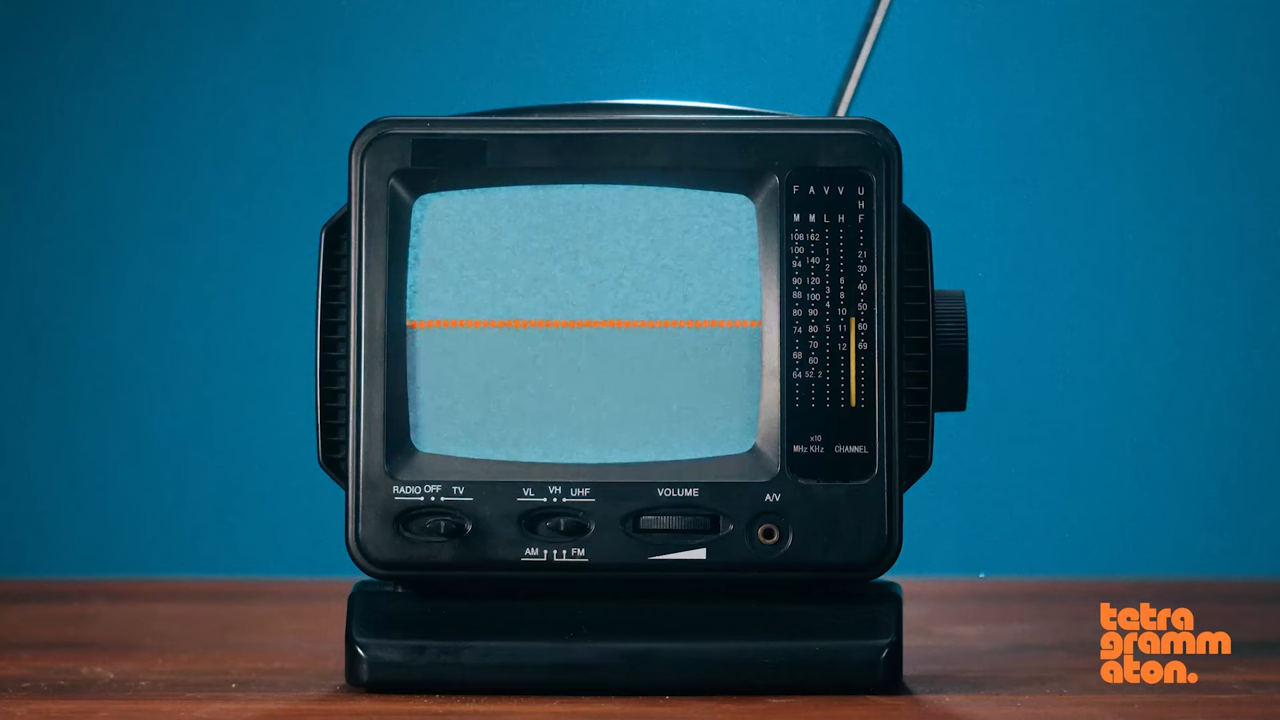 F A V V U
H
M M L H F
108 162
100 1
94 140 21
2 30
90 120 6
88 100 3 8 40
4
80 90 10 50
74 80 5 11 60
70 12 69
68 60
64 52.2
x10
MHz KHz CHANNEL
RADIO OFF TV
VL VH UHF
VOLUME
A/V
AM FM
tetra
gramm
aton.